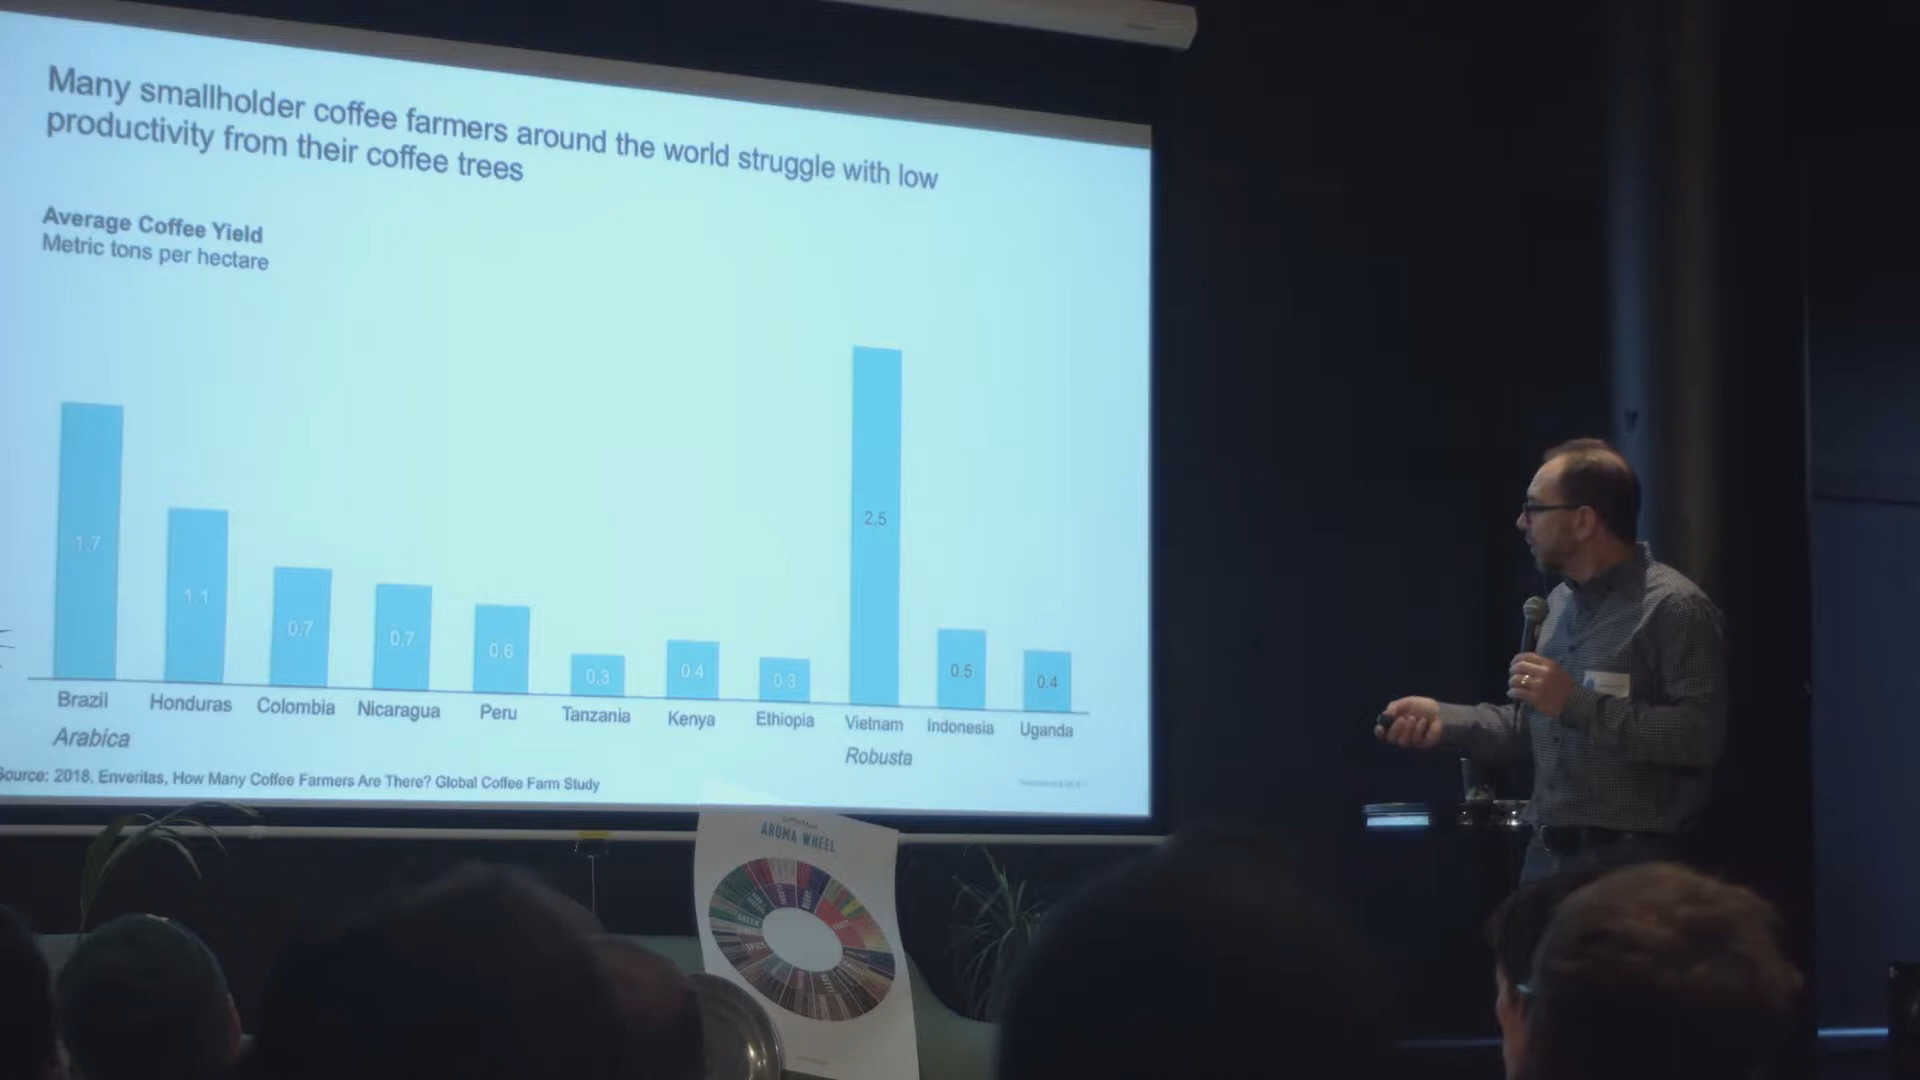 Many smallholder coffee farmers around the world struggle with low
productivity from their coffee trees
Average Coffee Yield
Metric tons per hectare
1.7
1.1
0.7
0.7
0.6
0.3
0.4
0.3
2.5
0.5
0.4
Brazil
Honduras
Colombia
Nicaragua
Peru
Tanzania
Kenya
Ethiopia
Vietnam
Indonesia
Uganda
Arabica
Robusta
Source: 2018, Enveritas, How Many Coffee Farmers Are There? Global Coffee Farm Study
AROMA WHEEL
SPICY